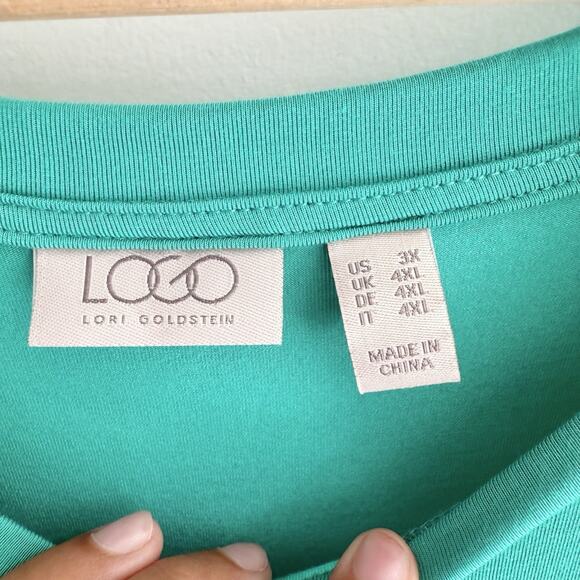 LOGO
LORI GOLDSTEIN
US 3X
UK 4XL
DE 4XL
IT 4XL
MADE IN
CHINA